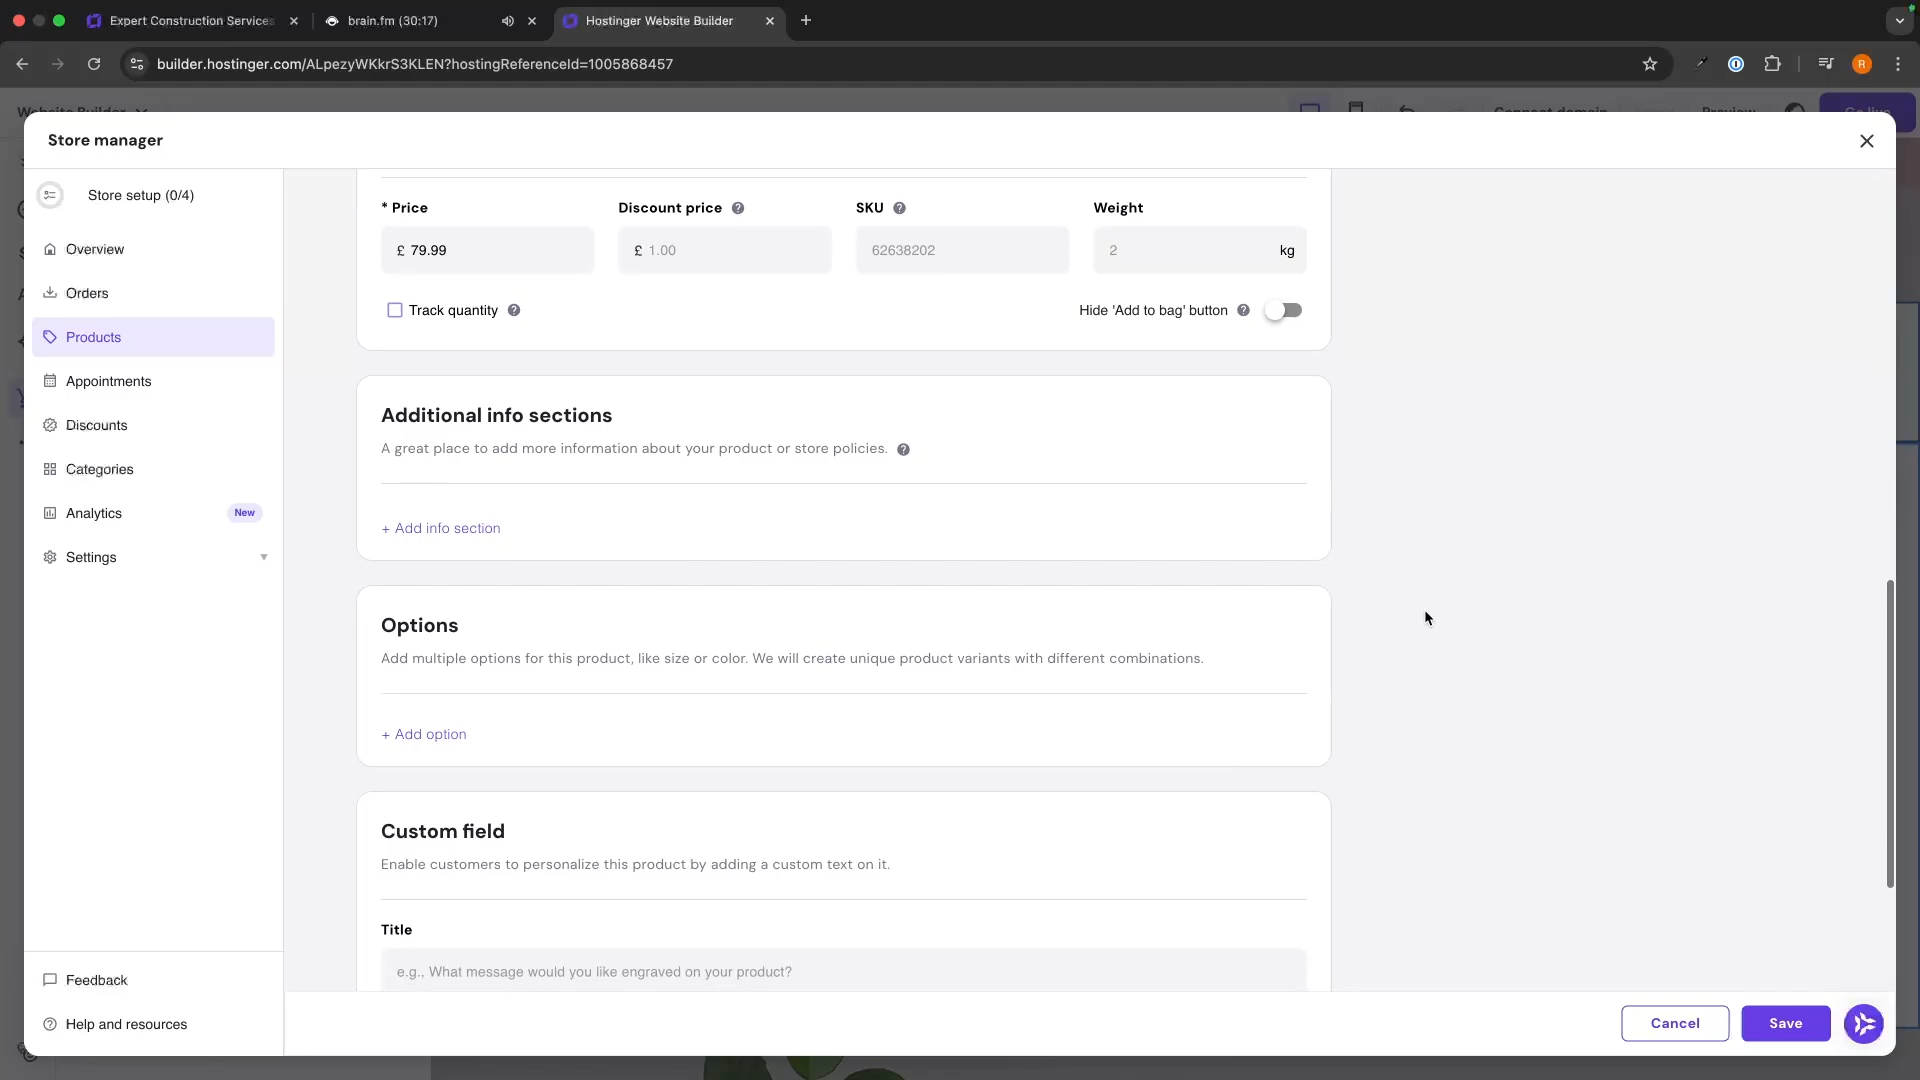 Expert Construction Services
brain.fm (30:17)
Hostinger Website Builder
builder.hostinger.com/ALpezyWKkrS3KLEN?hostingReferenceId=1005868457
R
Website Builder
Connect domain
Preview
Go live
Store manager
Store setup (0/4)
Overview
Orders
Products
Appointments
Discounts
Categories
Analytics
New
Settings
Feedback
Help and resources
* Price
Discount price
SKU
Weight
£ 79.99
£ 1.00
62638202
2
kg
Track quantity
Hide 'Add to bag' button
Additional info sections
A great place to add more information about your product or store policies.
+ Add info section
Options
Add multiple options for this product, like size or color. We will create unique product variants with different combinations.
+ Add option
Custom field
Enable customers to personalize this product by adding a custom text on it.
Title
e.g., What message would you like engraved on your product?
Cancel
Save